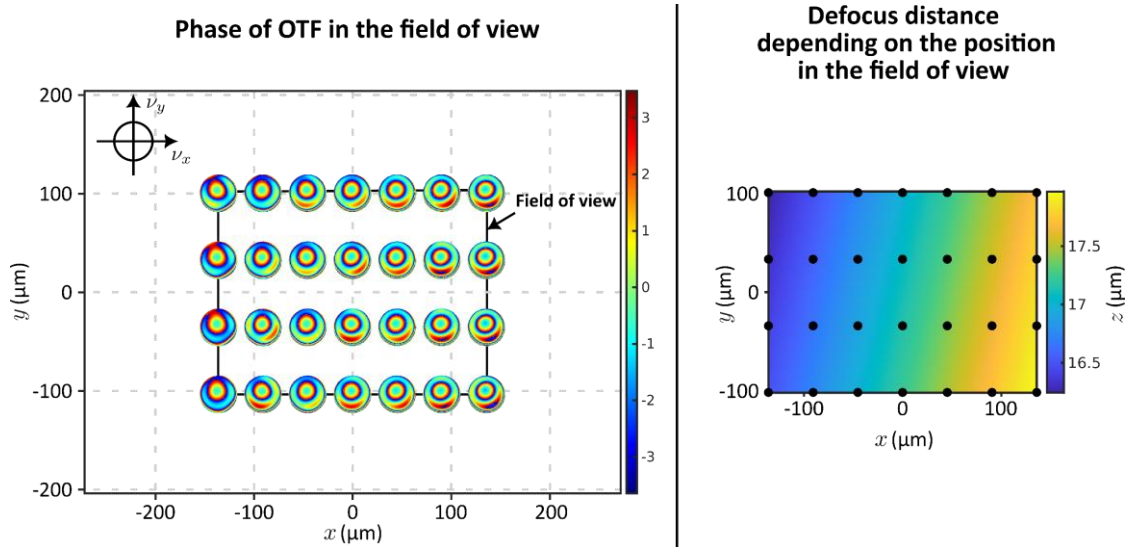 Phase of OTF in the field of view
200
100
0
-100
-200
-200
-100
0
100
200
y (µm)
x (µm)
νy
νx
Field of view
3
2
1
0
-1
-2
-3
Defocus distance
depending on the position
in the field of view
100
0
-100
-100
0
100
y (µm)
x (µm)
17.5
17
16.5
z (µm)